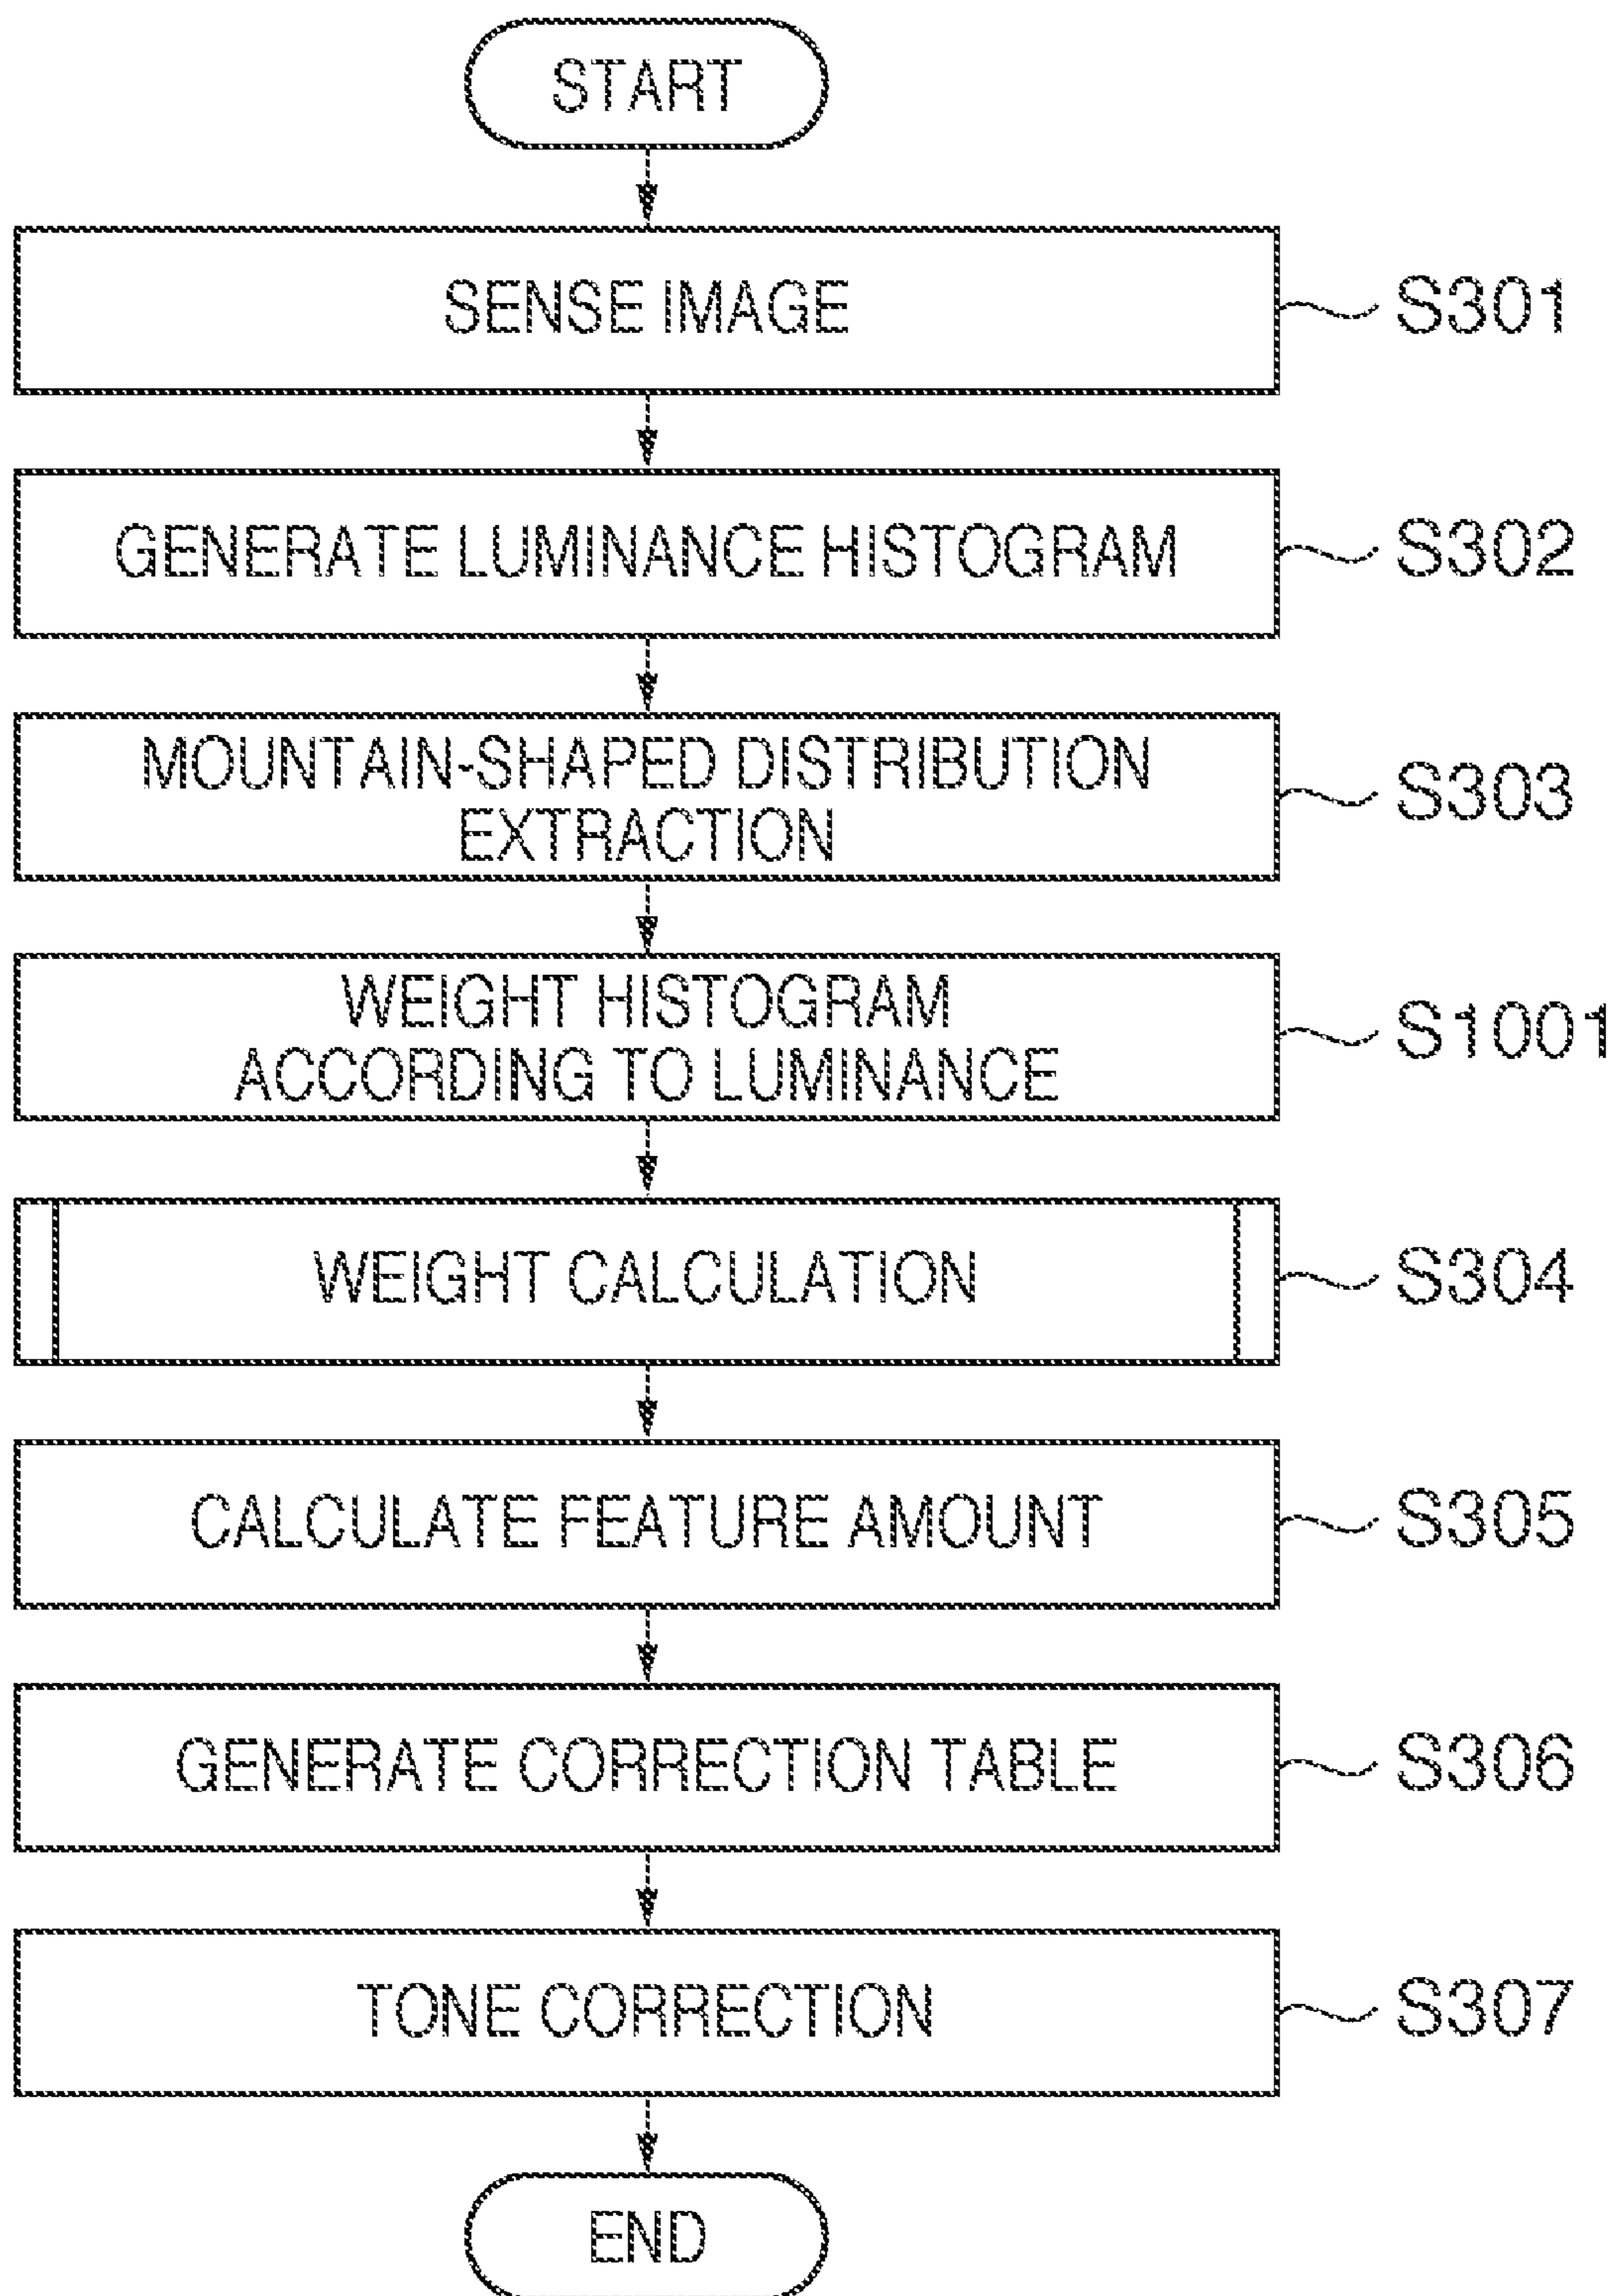 START
SENSE IMAGE
S301
GENERATE LUMINANCE HISTOGRAM
S302
MOUNTAIN-SHAPED DISTRIBUTION
EXTRACTION
S303
WEIGHT HISTOGRAM
ACCORDING TO LUMINANCE
S1001
WEIGHT CALCULATION
S304
CALCULATE FEATURE AMOUNT
S305
GENERATE CORRECTION TABLE
S306
TONE CORRECTION
S307
END